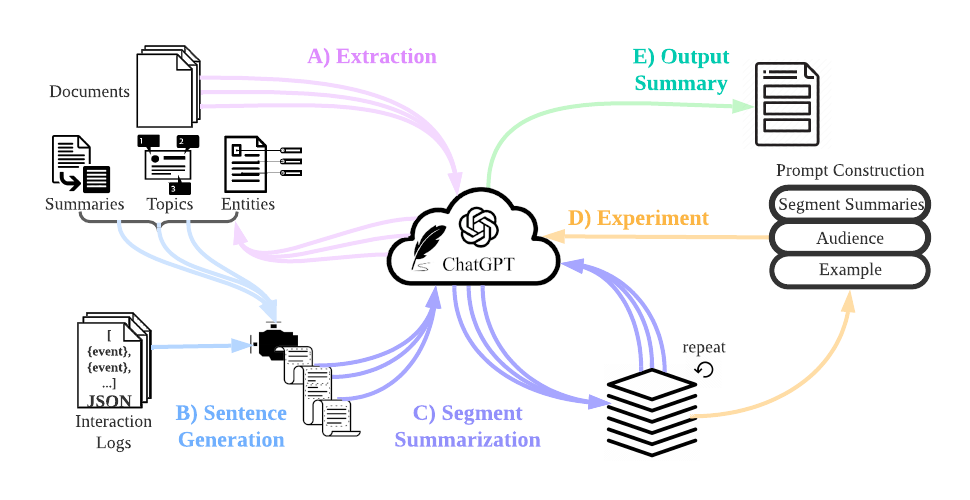 A) Extraction
E) Output
Summary
Documents
1
2
3
Summaries
Topics
Entities
Prompt Construction
Segment Summaries
Audience
Example
D) Experiment
ChatGPT
[
{event},
{event},
...]
JSON
Interaction
Logs
B) Sentence
Generation
C) Segment
Summarization
repeat